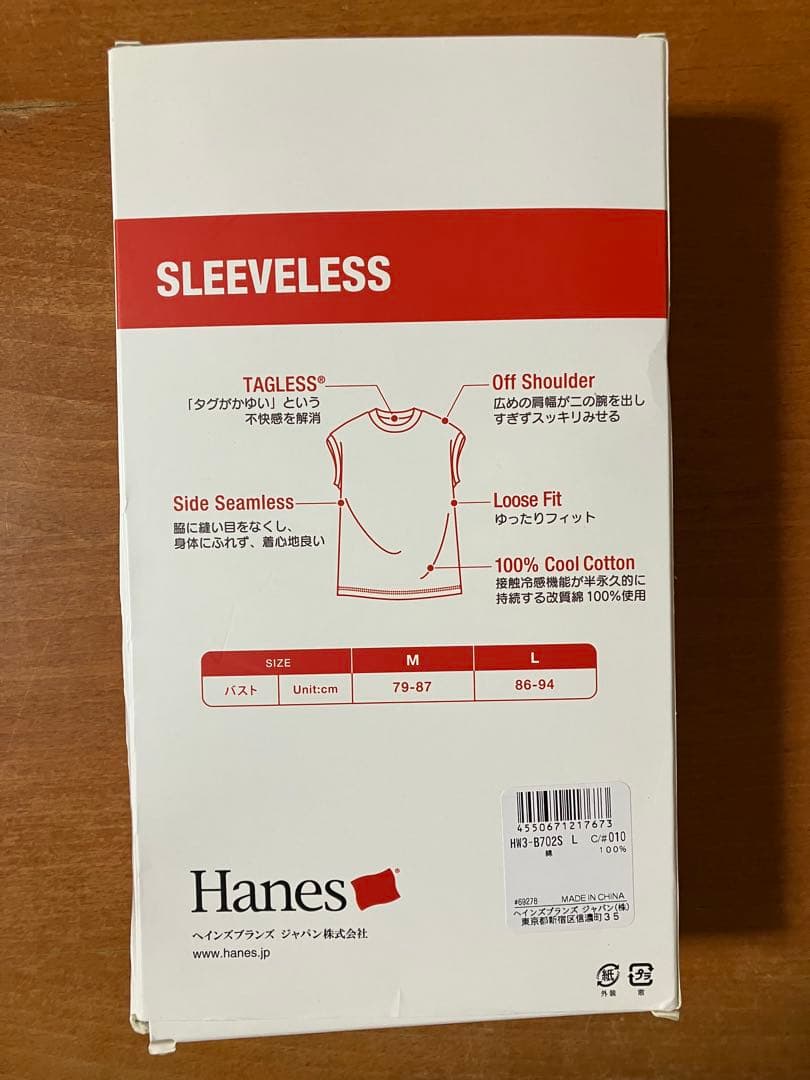 SLEEVELESS
TAGLESS®
「タグがかゆい」という
不快感を解消
Off Shoulder
広めの肩幅が二の腕を出し
すぎずスッキリみせる
Side Seamless
脇に縫い目をなくし、
身体にふれず、着心地良い
Loose Fit
ゆったりフィット
100% Cool Cotton
接触冷感機能が半永久的に
持続する改質綿100%使用
SIZE M L
バスト Unit:cm 79-87 86-94
4550671217673
HW3-B702S L C/#010
綿 100%
#6927B MADE IN CHINA
ヘインズブランズ ジャパン(株)
東京都新宿区信濃町35
Hanes®
ヘインズブランズ ジャパン株式会社
www.hanes.jp
紙 プラ
外装 窓